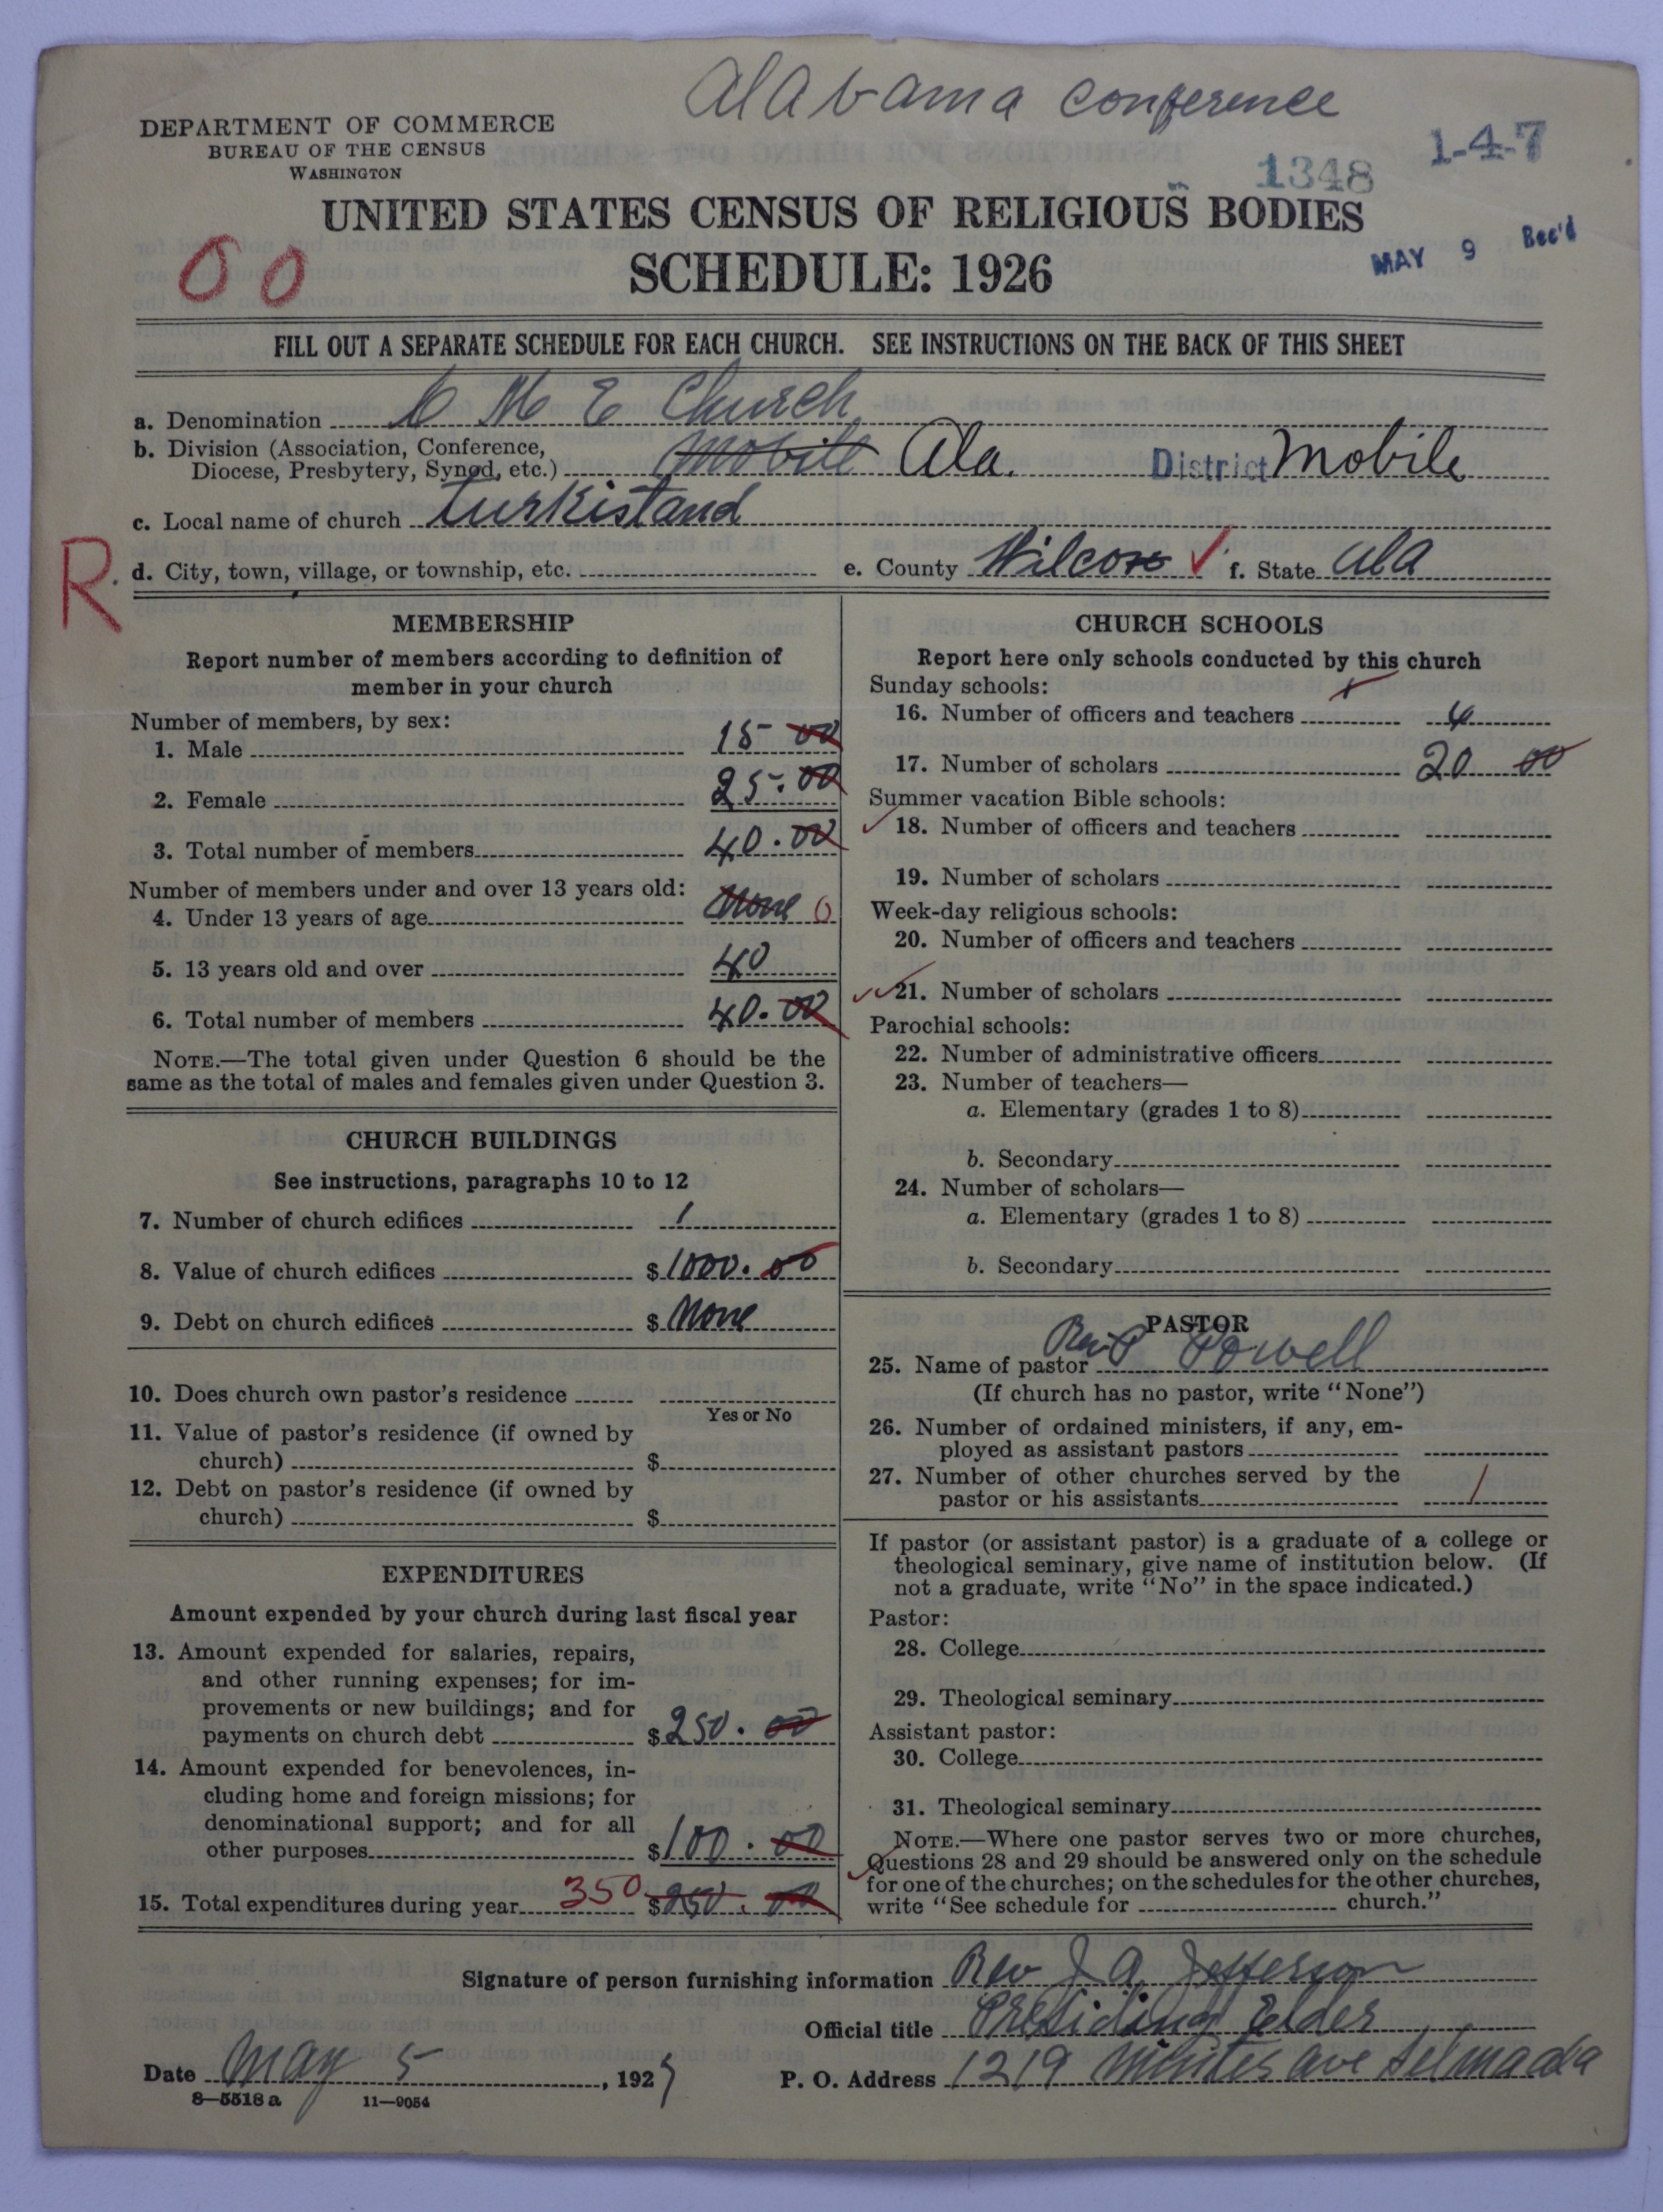 Alabama conference
DEPARTMENT OF COMMERCE
BUREAU OF THE CENSUS
WASHINGTON
1348
1-4-7
UNITED STATES CENSUS OF RELIGIOUS BODIES
SCHEDULE: 1926
00
MAY 9 Rec'd
FILL OUT A SEPARATE SCHEDULE FOR EACH CHURCH. SEE INSTRUCTIONS ON THE BACK OF THIS SHEET
a. Denomination C M E Church
b. Division (Association, Conference,
Diocese, Presbytery, Synod, etc.) Mobile Ala. District Mobile
c. Local name of church Turkistand
R. d. City, town, village, or township, etc. e. County Wilcox ✓ f. State Ala
MEMBERSHIP
Report number of members according to definition of
member in your church
Number of members, by sex:
1. Male 15 00
2. Female 25.00
3. Total number of members 40.00
Number of members under and over 13 years old:
4. Under 13 years of age None 0
5. 13 years old and over 40
6. Total number of members 40.00
NOTE.—The total given under Question 6 should be the
same as the total of males and females given under Question 3.
CHURCH BUILDINGS
See instructions, paragraphs 10 to 12
7. Number of church edifices 1
8. Value of church edifices $1000.00
9. Debt on church edifices $ None
10. Does church own pastor's residence
Yes or No
11. Value of pastor's residence (if owned by
church) $
12. Debt on pastor's residence (if owned by
church) $
EXPENDITURES
Amount expended by your church during last fiscal year
13. Amount expended for salaries, repairs,
and other running expenses; for im-
provements or new buildings; and for
payments on church debt $250.00
14. Amount expended for benevolences, in-
cluding home and foreign missions; for
denominational support; and for all
other purposes $100.00
15. Total expenditures during year 350 $250.00
CHURCH SCHOOLS
Report here only schools conducted by this church
Sunday schools:
16. Number of officers and teachers
17. Number of scholars 20 00
Summer vacation Bible schools:
18. Number of officers and teachers
19. Number of scholars
Week-day religious schools:
20. Number of officers and teachers
21. Number of scholars
Parochial schools:
22. Number of administrative officers
23. Number of teachers—
a. Elementary (grades 1 to 8)
b. Secondary
24. Number of scholars—
a. Elementary (grades 1 to 8)
b. Secondary
PASTOR
25. Name of pastor Rev P Powell
(If church has no pastor, write "None")
26. Number of ordained ministers, if any, em-
ployed as assistant pastors
27. Number of other churches served by the
pastor or his assistants 1
If pastor (or assistant pastor) is a graduate of a college or
theological seminary, give name of institution below. (If
not a graduate, write "No" in the space indicated.)
Pastor:
28. College
29. Theological seminary
Assistant pastor:
30. College
31. Theological seminary
NOTE.—Where one pastor serves two or more churches,
Questions 28 and 29 should be answered only on the schedule
for one of the churches; on the schedules for the other churches,
write "See schedule for church."
Signature of person furnishing information Rev J A Jefferson
Official title Presiding Elder
Date May 5, 1927 P. O. Address 1219 Whites ave Selma ala
8—5518 a 11—9054